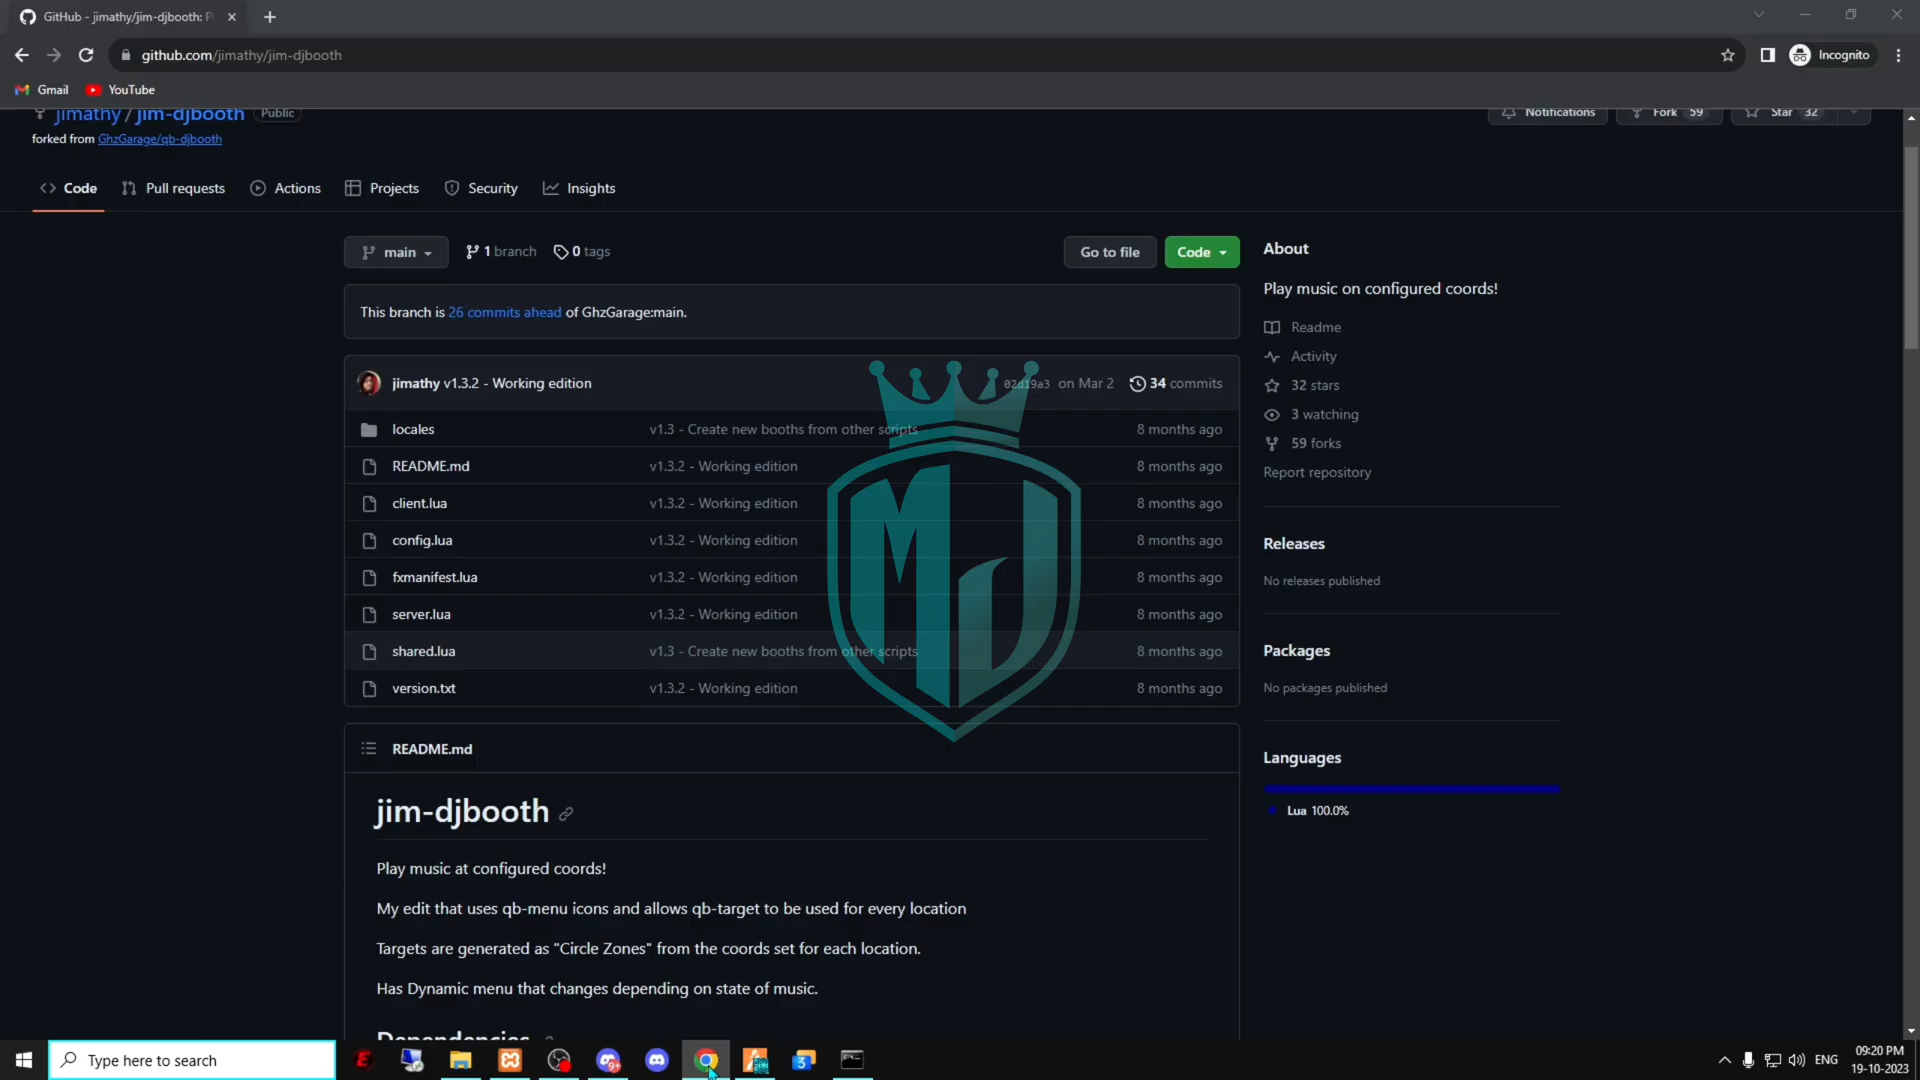 GitHub - jimathy/jim-djbooth: P
github.com/jimathy/jim-djbooth
Incognito
Gmail
YouTube
jimathy / jim-djbooth
Public
Notifications
Fork 59
Star 32
forked from GhzGarage/qb-djbooth
Code
Pull requests
Actions
Projects
Security
Insights
main
1 branch
0 tags
Go to file
Code
This branch is 26 commits ahead of GhzGarage:main.
jimathy v1.3.2 - Working edition
02d19a3 on Mar 2
34 commits
locales v1.3 - Create new booths from other scripts 8 months ago
README.md v1.3.2 - Working edition 8 months ago
client.lua v1.3.2 - Working edition 8 months ago
config.lua v1.3.2 - Working edition 8 months ago
fxmanifest.lua v1.3.2 - Working edition 8 months ago
server.lua v1.3.2 - Working edition 8 months ago
shared.lua v1.3 - Create new booths from other scripts 8 months ago
version.txt v1.3.2 - Working edition 8 months ago
MJ
README.md
jim-djbooth
Play music at configured coords!
My edit that uses qb-menu icons and allows qb-target to be used for every location
Targets are generated as "Circle Zones" from the coords set for each location.
Has Dynamic menu that changes depending on state of music.
Dependencies
About
Play music on configured coords!
Readme
Activity
32 stars
3 watching
59 forks
Report repository
Releases
No releases published
Packages
No packages published
Languages
Lua 100.0%
Type here to search
9+
3
ENG
09:20 PM
19-10-2023